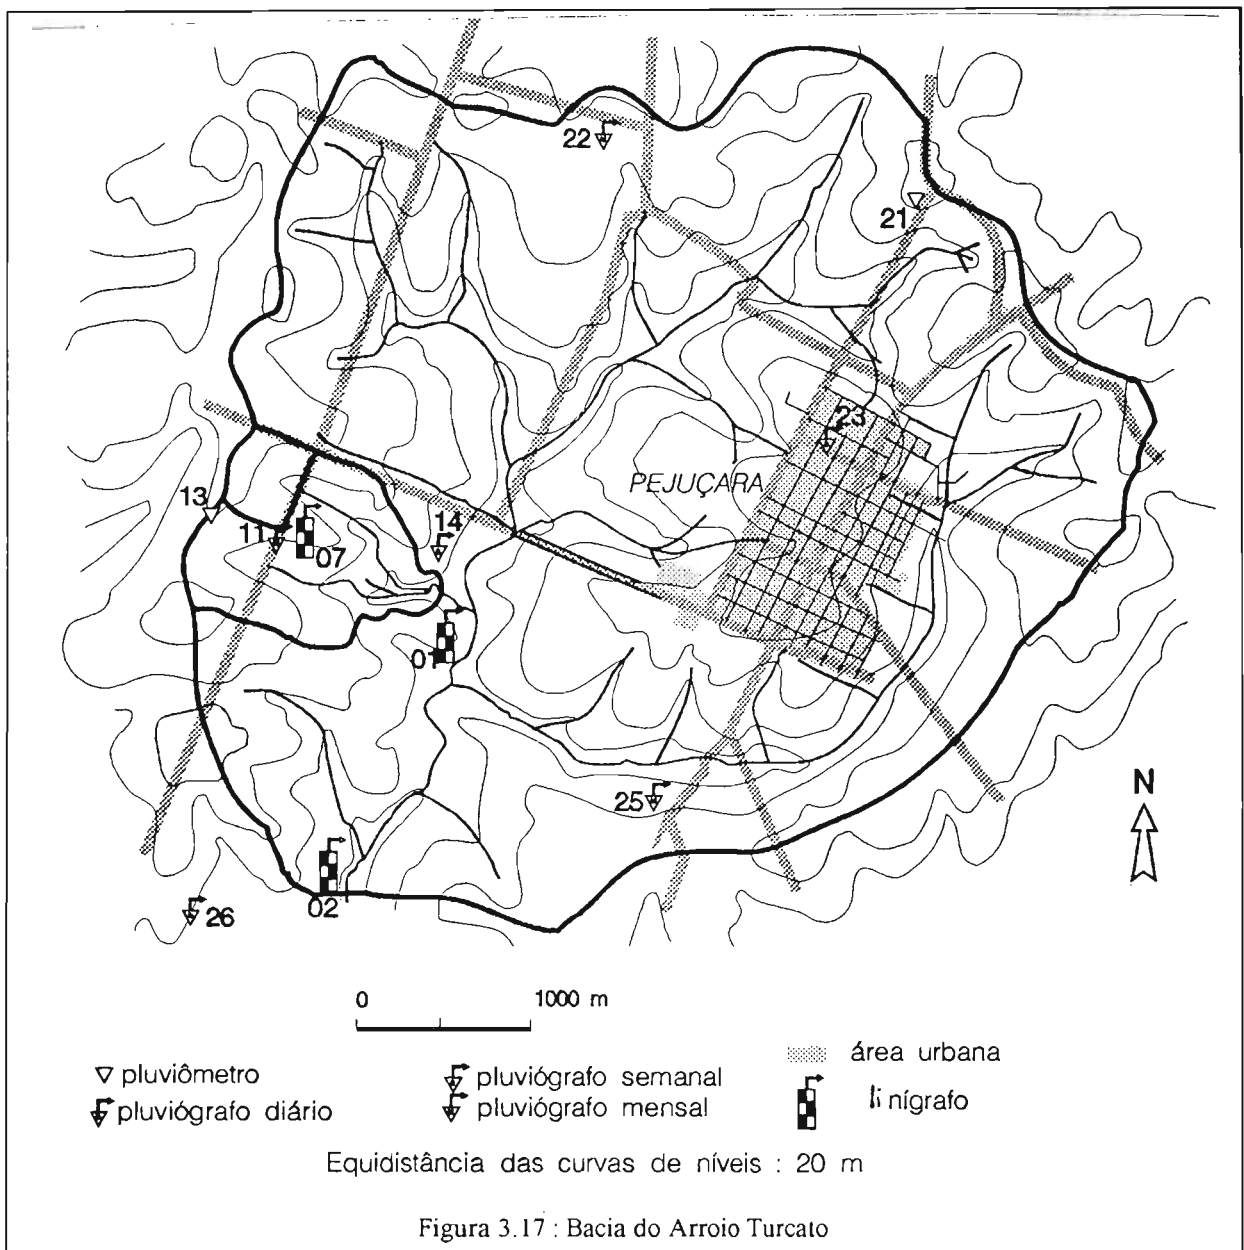 22
21
23
PEJUÇARA
13
14
11
07
01
25
N
26
02
0 1000 m
▽ pluviômetro
pluviógrafo diário
pluviógrafo semanal
pluviógrafo mensal
área urbana
linígrafo
Equidistância das curvas de níveis : 20 m
Figura 3.17 : Bacia do Arroio Turcato